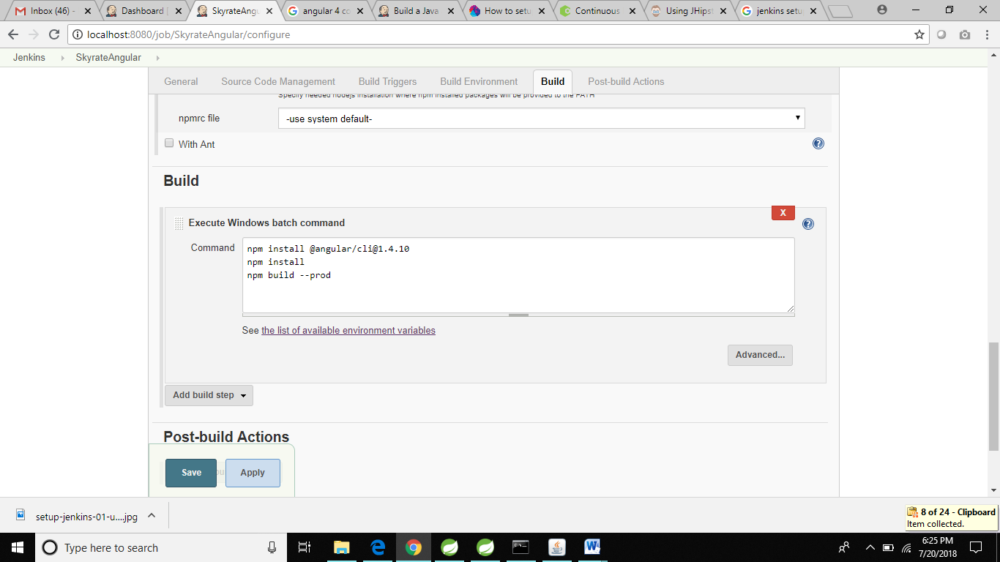 Inbox (46) -
Dashboard [
SkyrateAngu
angular 4 co
Build a Java
How to setu
Continuous
Using JHipst
jenkins setu
localhost:8080/job/SkyrateAngular/configure
Jenkins
SkyrateAngular
General
Source Code Management
Build Triggers
Build Environment
Build
Post-build Actions
Specify needed nodejs installation where npm installed packages will be provided to the PATH
npmrc file
-use system default-
With Ant
Build
Execute Windows batch command
X
Command
npm install @angular/cli@1.4.10
npm install
npm build --prod
See the list of available environment variables
Advanced...
Add build step
Post-build Actions
Save
Apply
setup-jenkins-01-u....jpg
8 of 24 - Clipboard
Item collected.
Type here to search
6:25 PM
7/20/2018